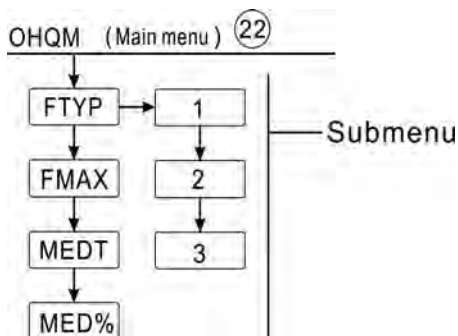 OHQM (Main menu) 22
FTYP 1
Submenu
FMAX 2
MEDT 3
MED%